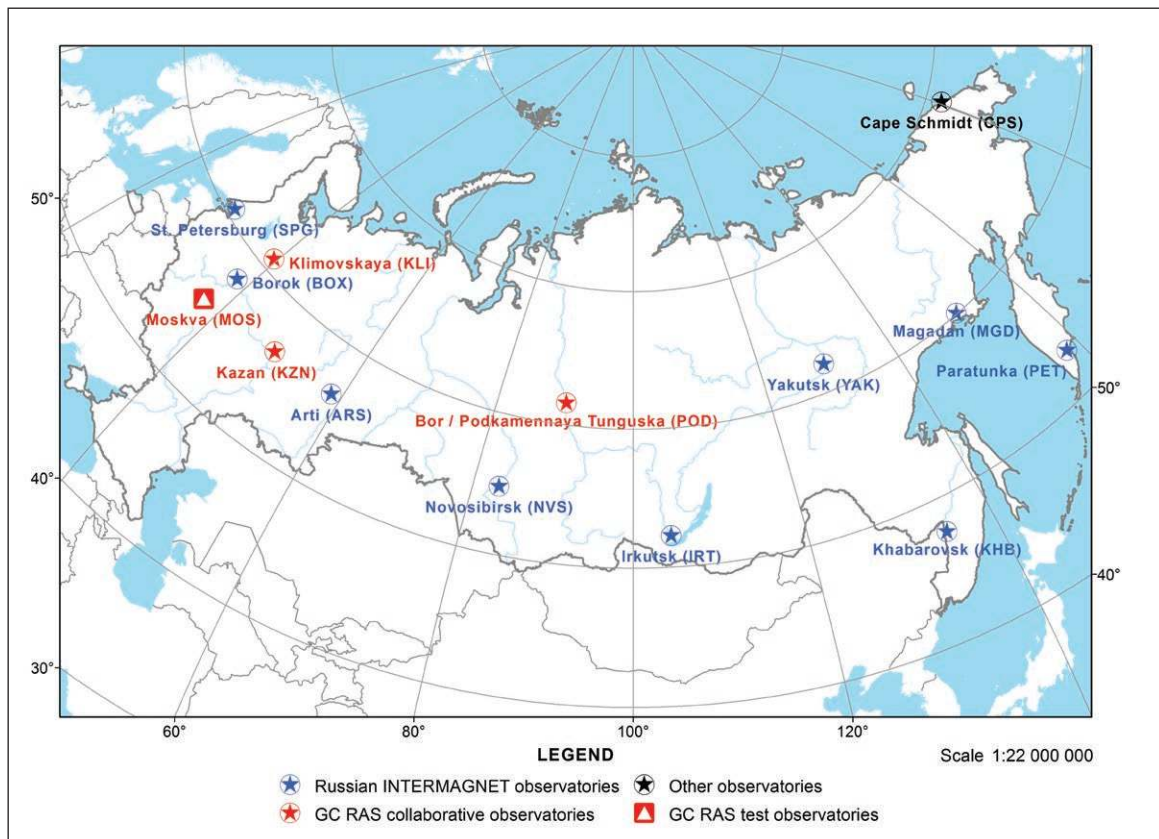 Cape Schmidt (CPS)
50°
St. Petersburg (SPG)
Klimovskaya (KLI)
Borok (BOX)
Moskva (MOS)
Magadan (MGD)
Kazan (KZN)
Yakutsk (YAK)
Paratunka (PET)
50°
Arti (ARS)
Bor / Podkamennaya Tunguska (POD)
40°
Novosibirsk (NVS)
Irkutsk (IRT)
Khabarovsk (KHB)
40°
30°
60°
80°
100°
120°
LEGEND
Scale 1:22 000 000
Russian INTERMAGNET observatories
Other observatories
GC RAS collaborative observatories
GC RAS test observatories